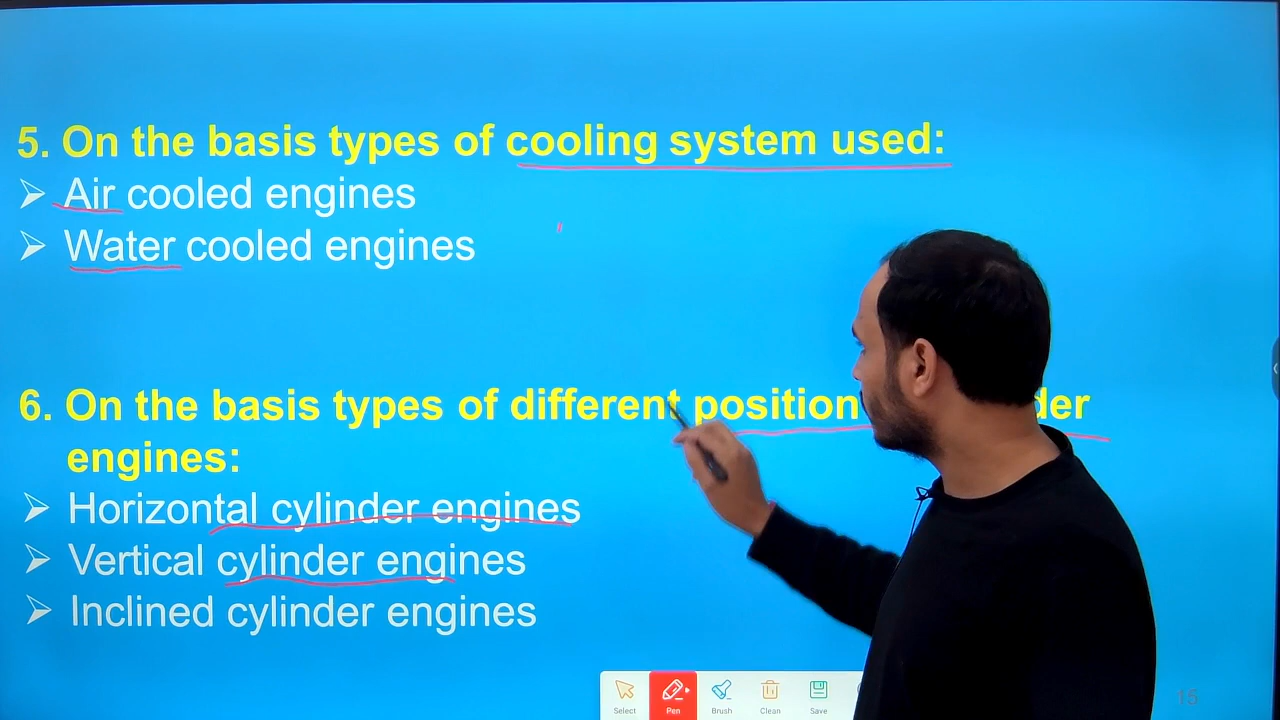 5. On the basis types of cooling system used:
➢ Air cooled engines
➢ Water cooled engines
6. On the basis types of different position der
engines:
➢ Horizontal cylinder engines
➢ Vertical cylinder engines
➢ Inclined cylinder engines
Select Pen Brush Clean Save
15